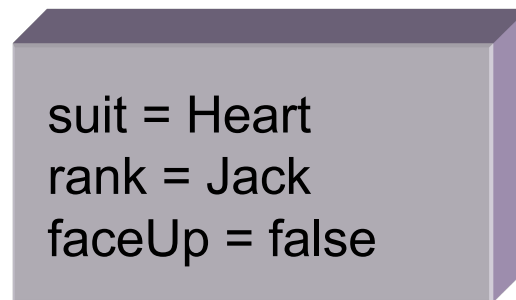 suit = Heart
rank = Jack
faceUp = false